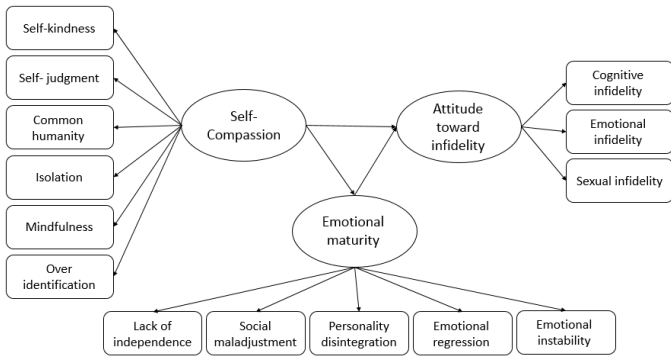 Self-kindness
Self- judgment
Common
humanity
Isolation
Mindfulness
Over
identification
Self-
Compassion
Attitude
toward
infidelity
Cognitive
infidelity
Emotional
infidelity
Sexual infidelity
Emotional
maturity
Lack of
independence
Social
maladjustment
Personality
disintegration
Emotional
regression
Emotional
instability